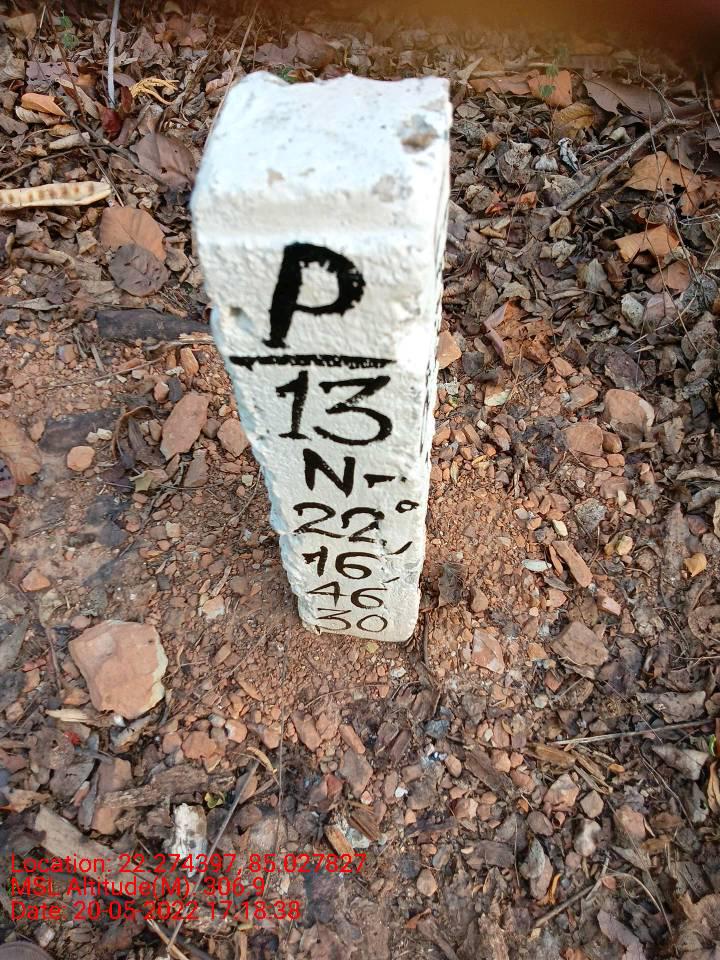 P
13
N-
22°
16'
46
30
Location: 22.274397, 85.027827
MSL Altitude(M): 306.9
Date: 20-05-2022 17:18:38